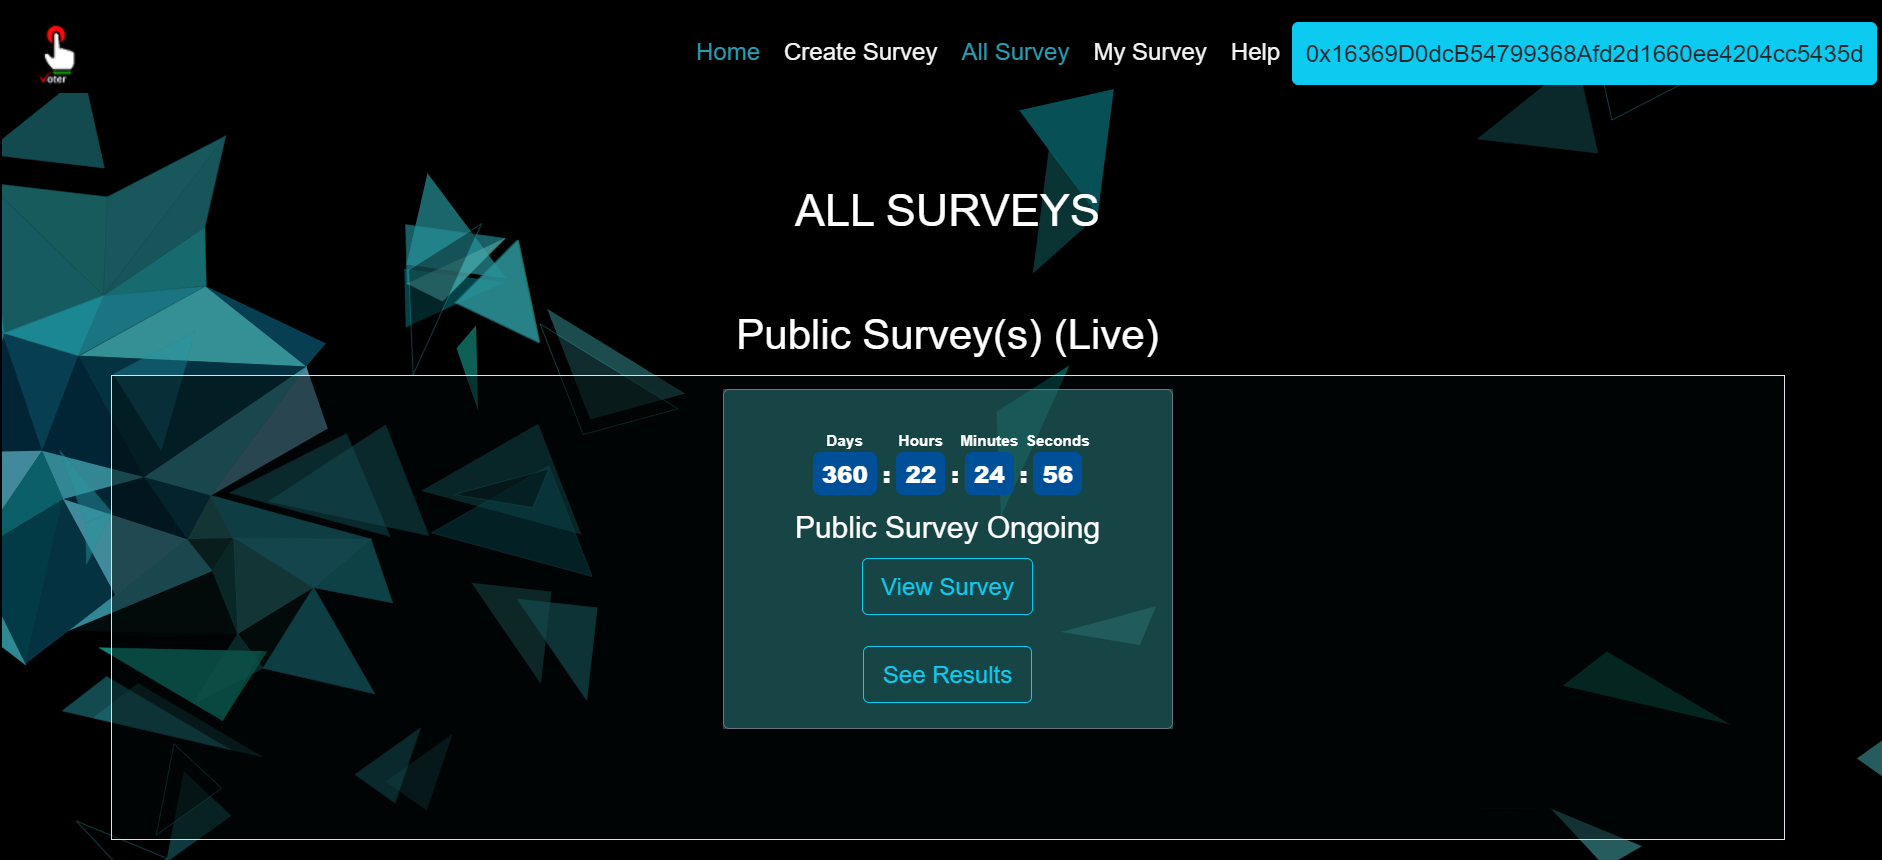 Voter
Home Create Survey All Survey My Survey Help 0x16369D0dcB54799368Afd2d1660ee4204cc5435d
ALL SURVEYS
Public Survey(s) (Live)
Days Hours Minutes Seconds
360 : 22 : 24 : 56
Public Survey Ongoing
View Survey
See Results